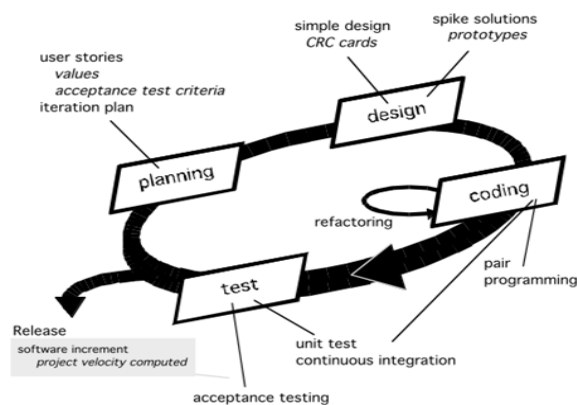 simple design
CRC cards
spike solutions
prototypes
user stories
values
acceptance test criteria
iteration plan
design
planning
coding
refactoring
test
pair
programming
unit test
continuous integration
Release
software increment
project velocity computed
acceptance testing